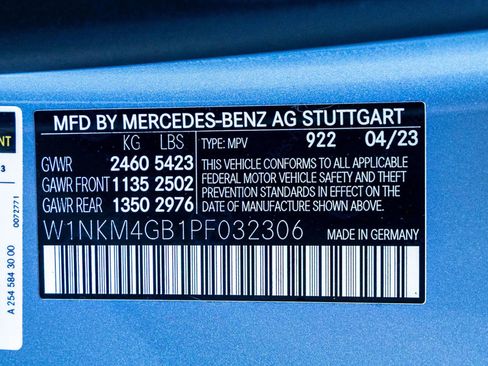 MFD BY MERCEDES-BENZ AG STUTTGART
KG LBS
TYPE: MPV 922 04/23
GVWR 2460 5423
GAWR FRONT 1135 2502
GAWR REAR 1350 2976
THIS VEHICLE CONFORMS TO ALL APPLICABLE
FEDERAL MOTOR VEHICLE SAFETY AND THEFT
PREVENTION STANDARDS IN EFFECT ON THE
DATE OF MANUFACTURE SHOWN ABOVE.
W1NKM4GB1PF032306
MADE IN GERMANY
3
0072771
A 254 584 30 00